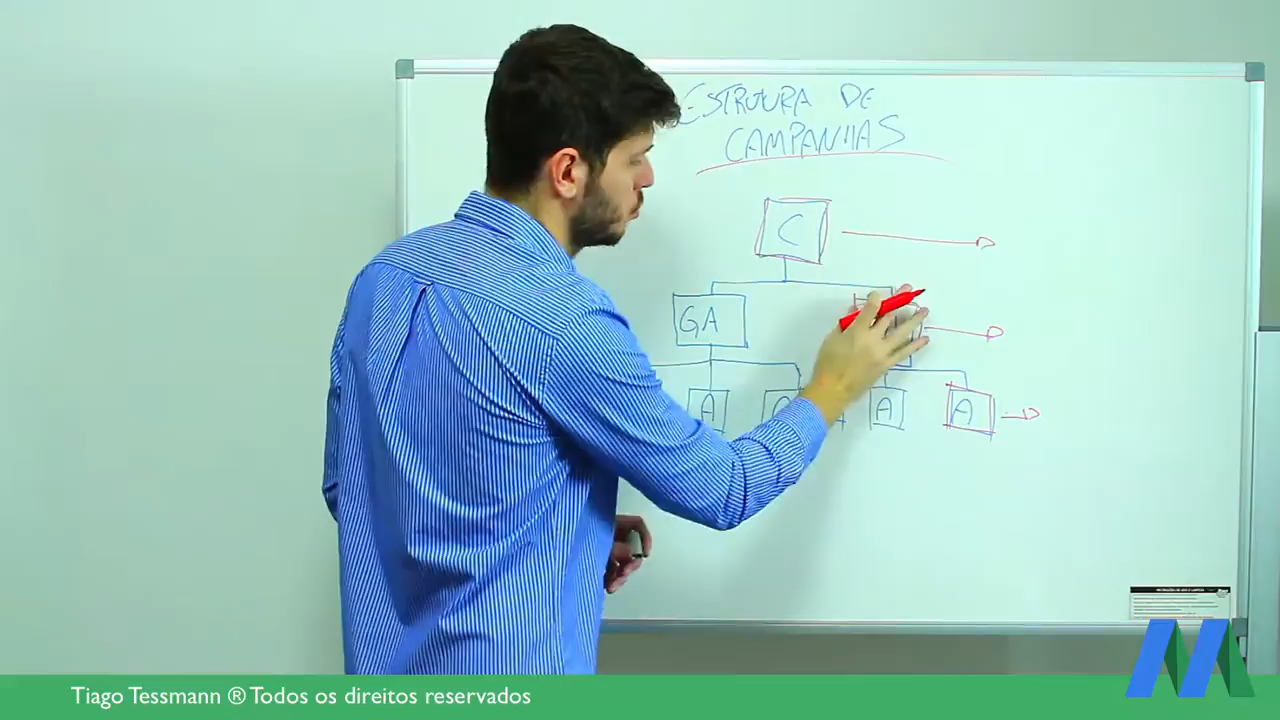 ESTRUTURA DE
CAMPANHAS
C
GA
A
A
A
Tiago Tessmann ® Todos os direitos reservados